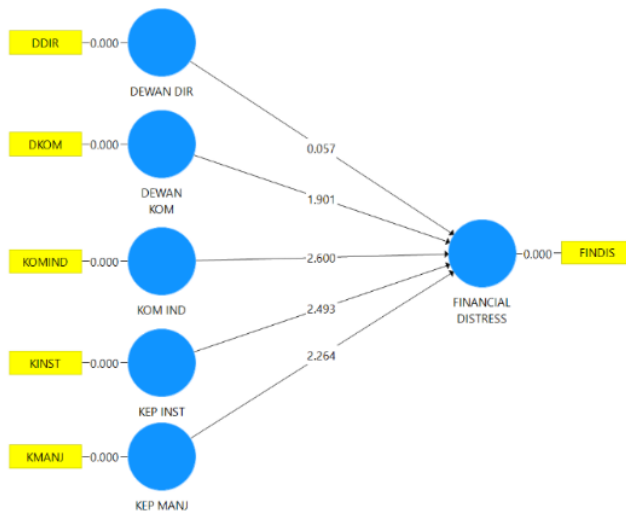 DDIR
0.000
DEWAN DIR
0.057
DKOM
0.000
DEWAN
KOM
1.901
KOMIND
0.000
KOM IND
2.600
0.000
FINDIS
FINANCIAL
DISTRESS
KINST
0.000
KEP INST
2.493
KMANJ
0.000
KEP MANJ
2.264